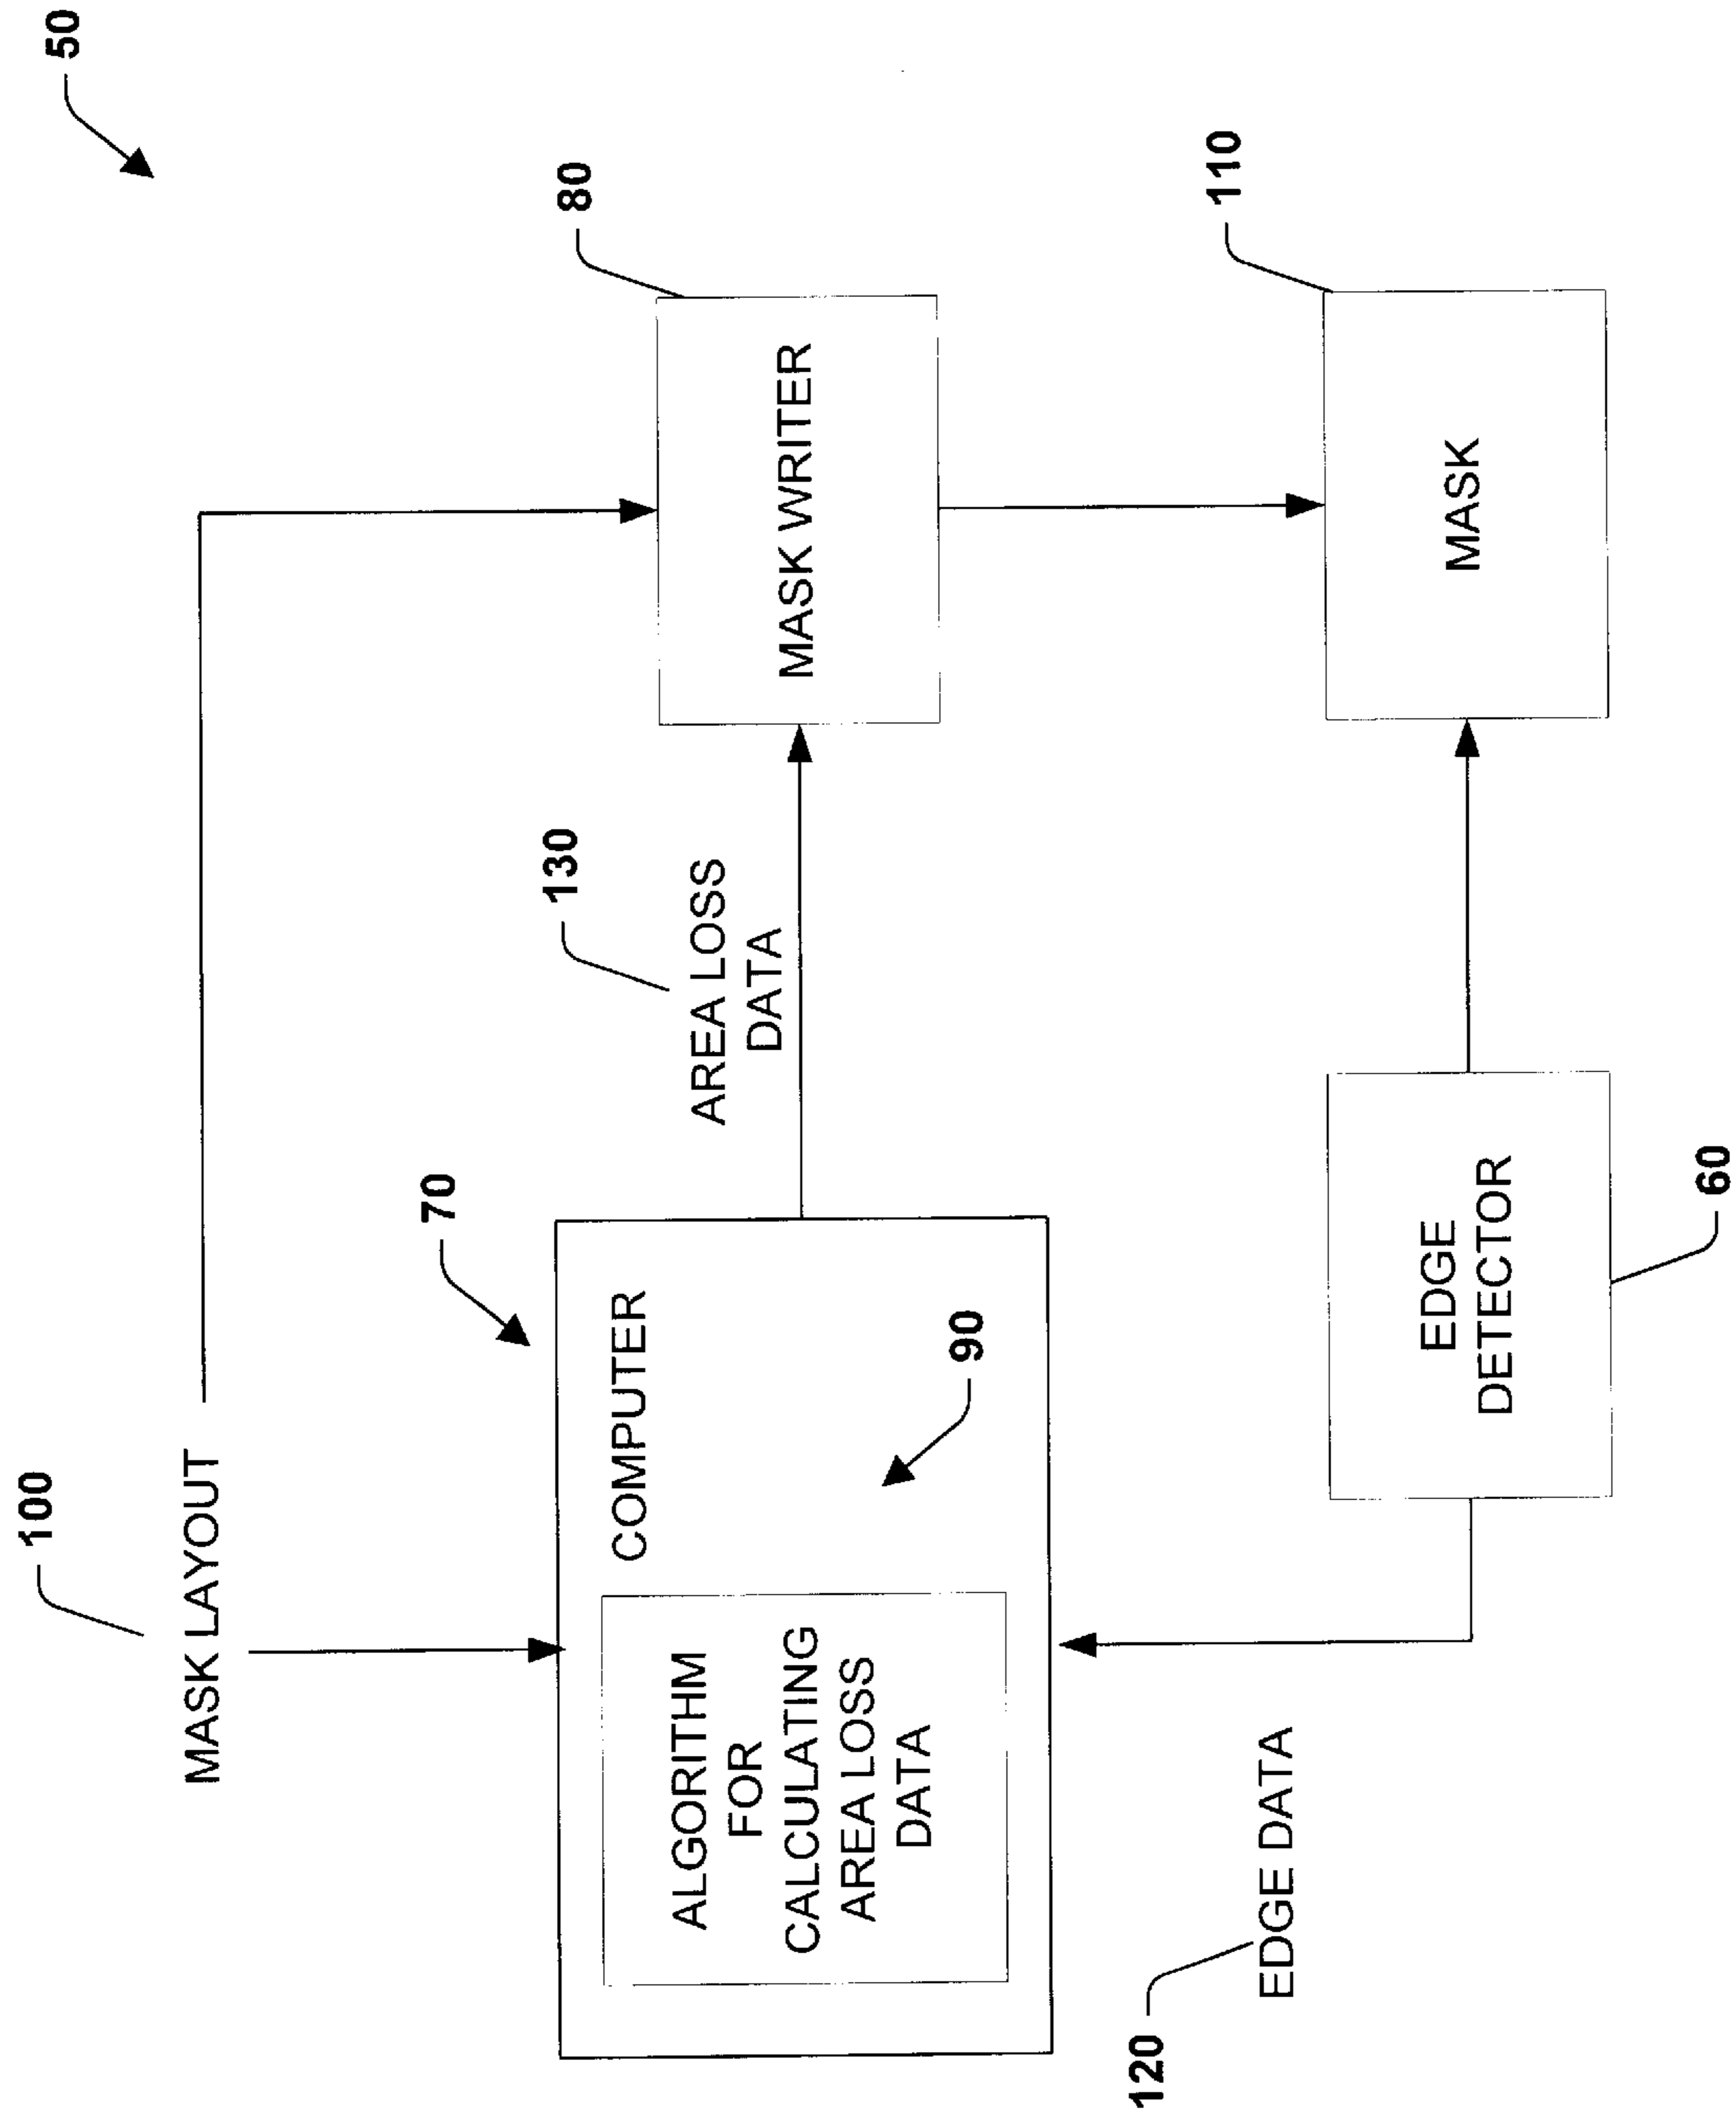 100
50
MASK LAYOUT
70
COMPUTER
ALGORITHM
FOR
CALCULATING
AREA LOSS
DATA
90
130
AREA LOSS
DATA
80
MASK WRITER
120
EDGE DATA
EDGE
DETECTOR
60
110
MASK